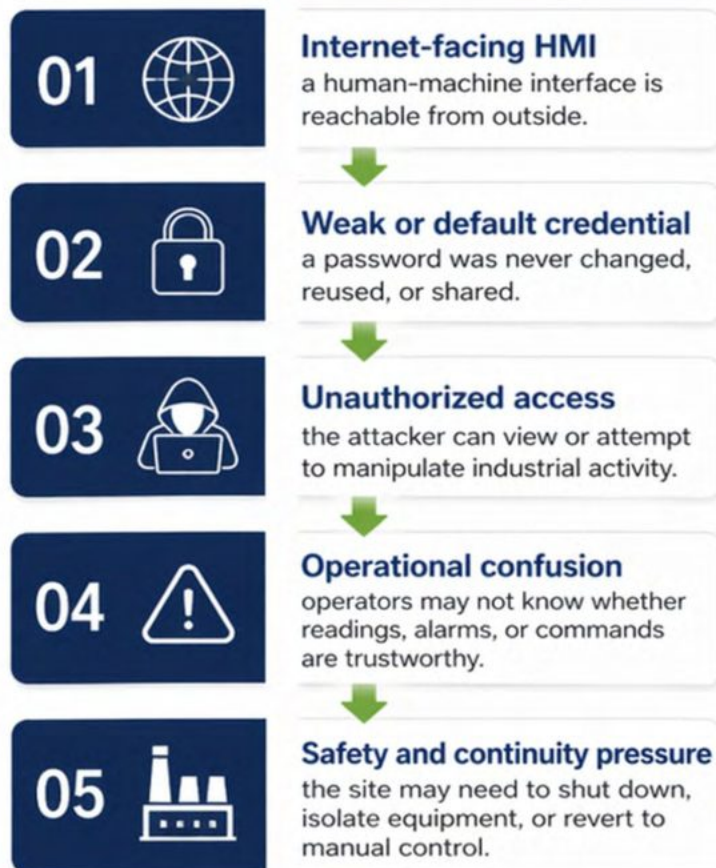 01
Internet-facing HMI
a human-machine interface is
reachable from outside.
02
Weak or default credential
a password was never changed,
reused, or shared.
03
Unauthorized access
the attacker can view or attempt
to manipulate industrial activity.
04
Operational confusion
operators may not know whether
readings, alarms, or commands
are trustworthy.
05
Safety and continuity pressure
the site may need to shut down,
isolate equipment, or revert to
manual control.